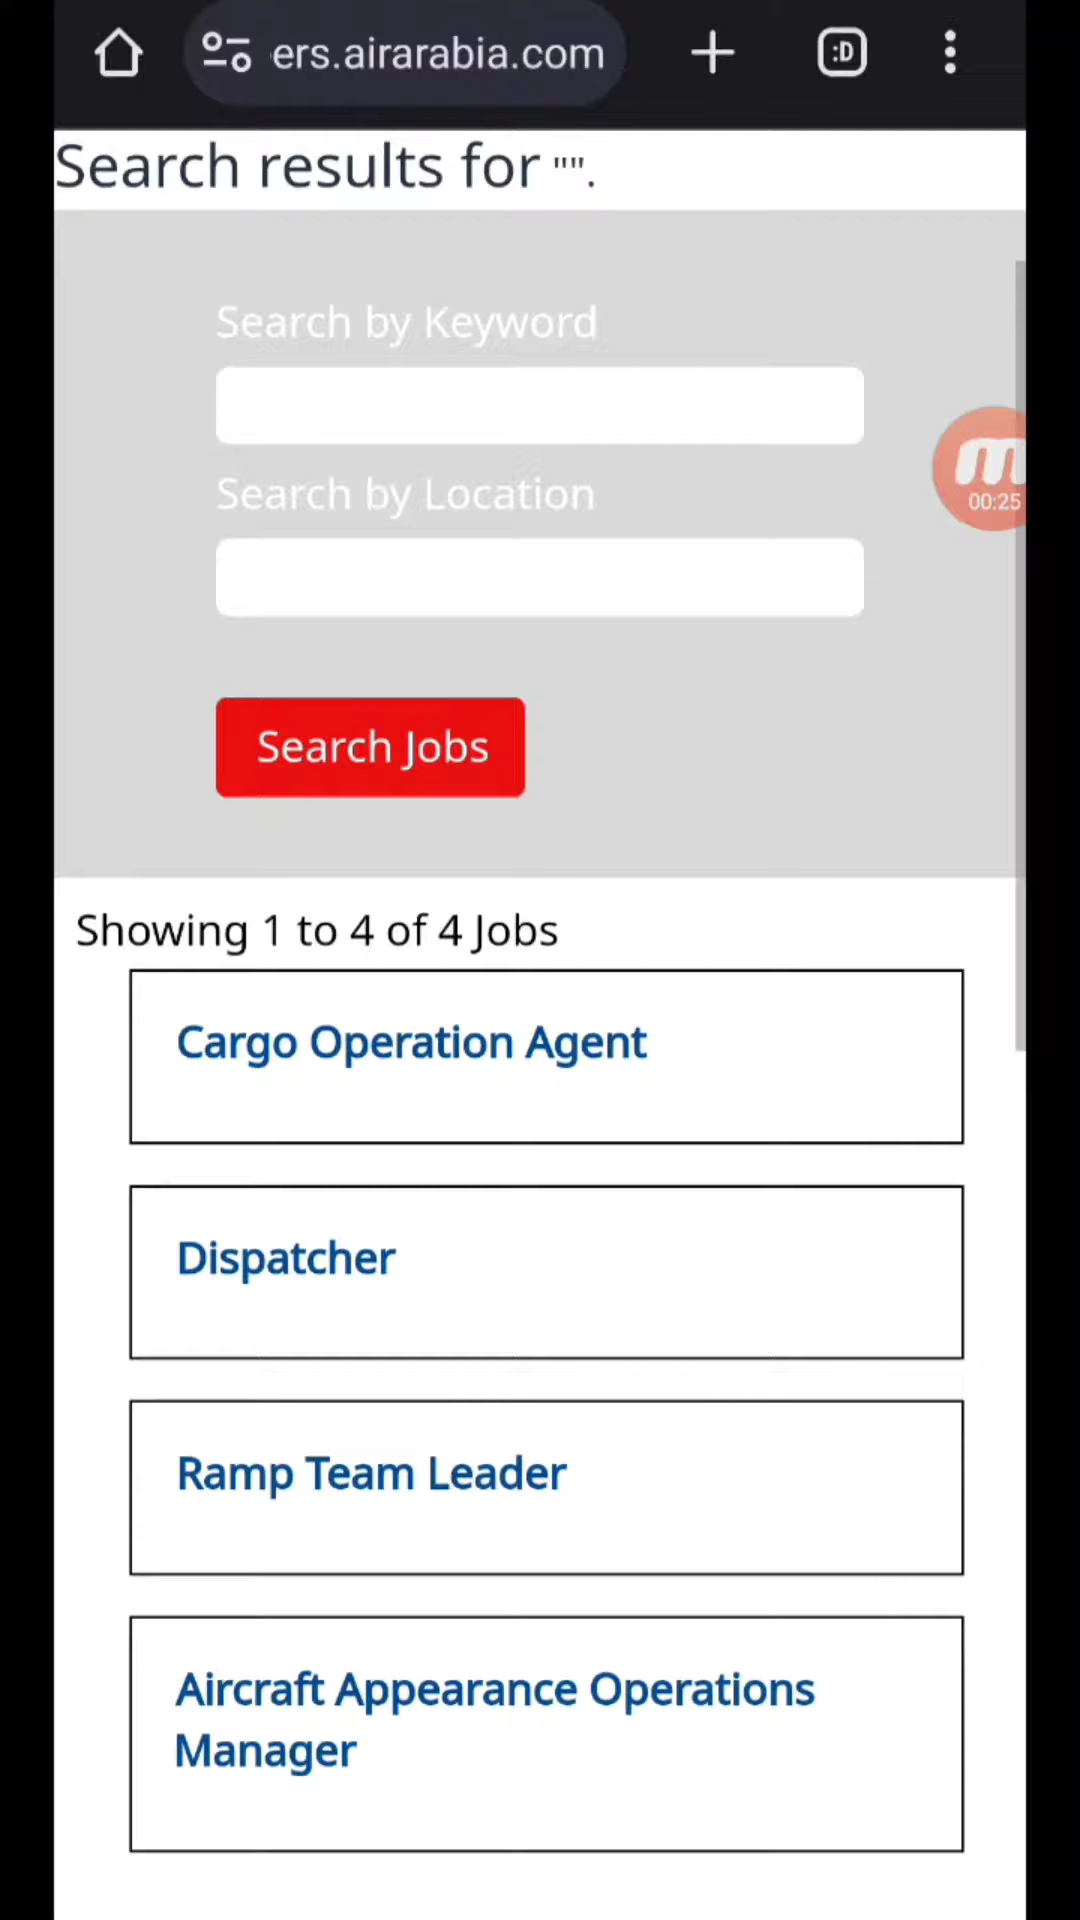 ers.airarabia.com
:D
Search results for "".
Search by Keyword
Search by Location
00:25
Search Jobs
Showing 1 to 4 of 4 Jobs
Cargo Operation Agent
Dispatcher
Ramp Team Leader
Aircraft Appearance Operations
Manager